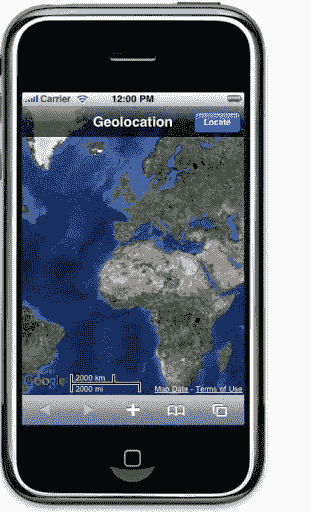 Carrier 12:00 PM
Geolocation Locate
Google
2000 km
2000 mi
Map Data - Terms of Use